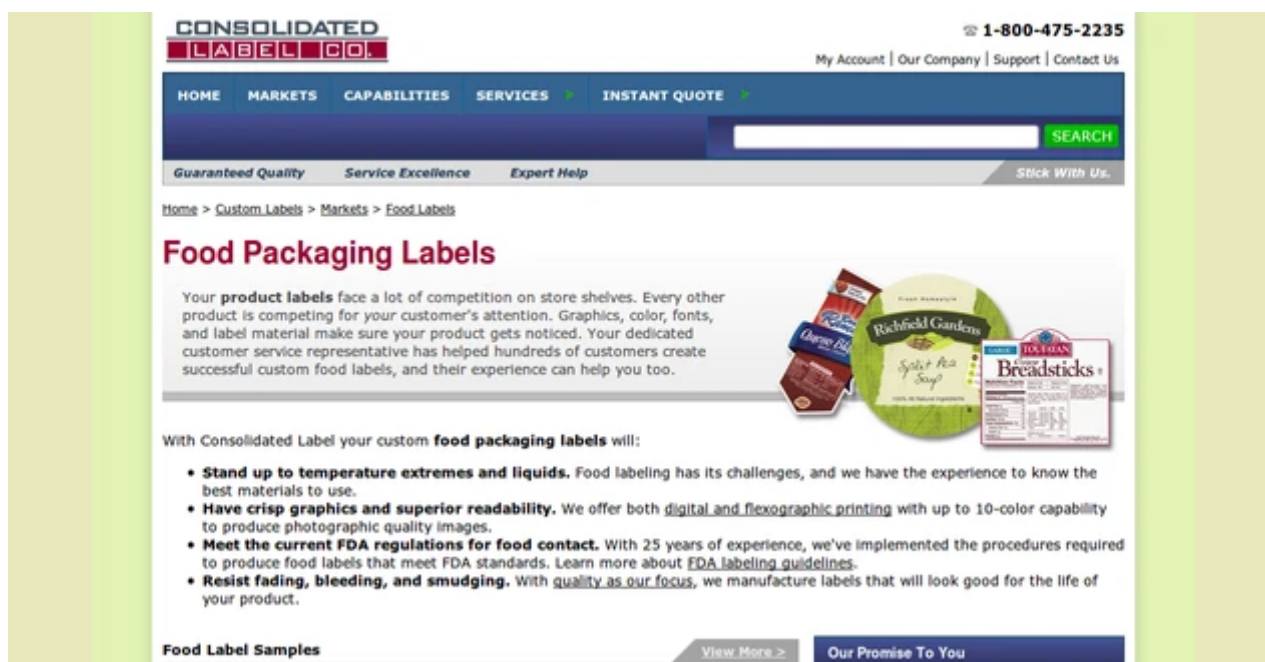 CONSOLIDATED
LABEL CO.
1-800-475-2235
My Account | Our Company | Support | Contact Us
HOME MARKETS CAPABILITIES SERVICES INSTANT QUOTE
SEARCH
Guaranteed Quality Service Excellence Expert Help Stick With Us.
Home > Custom Labels > Markets > Food Labels
Food Packaging Labels
Your product labels face a lot of competition on store shelves. Every other
product is competing for your customer's attention. Graphics, color, fonts,
and label material make sure your product gets noticed. Your dedicated
customer service representative has helped hundreds of customers create
successful custom food labels, and their experience can help you too.
Fresh Homestyle
Richfield Gardens
Split Pea
Soup
100% All Natural Ingredients
TOUFAYAN
Breadsticks
With Consolidated Label your custom food packaging labels will:
• Stand up to temperature extremes and liquids. Food labeling has its challenges, and we have the experience to know the
best materials to use.
• Have crisp graphics and superior readability. We offer both digital and flexographic printing with up to 10-color capability
to produce photographic quality images.
• Meet the current FDA regulations for food contact. With 25 years of experience, we've implemented the procedures required
to produce food labels that meet FDA standards. Learn more about FDA labeling guidelines.
• Resist fading, bleeding, and smudging. With quality as our focus, we manufacture labels that will look good for the life of
your product.
Food Label Samples View More > Our Promise To You